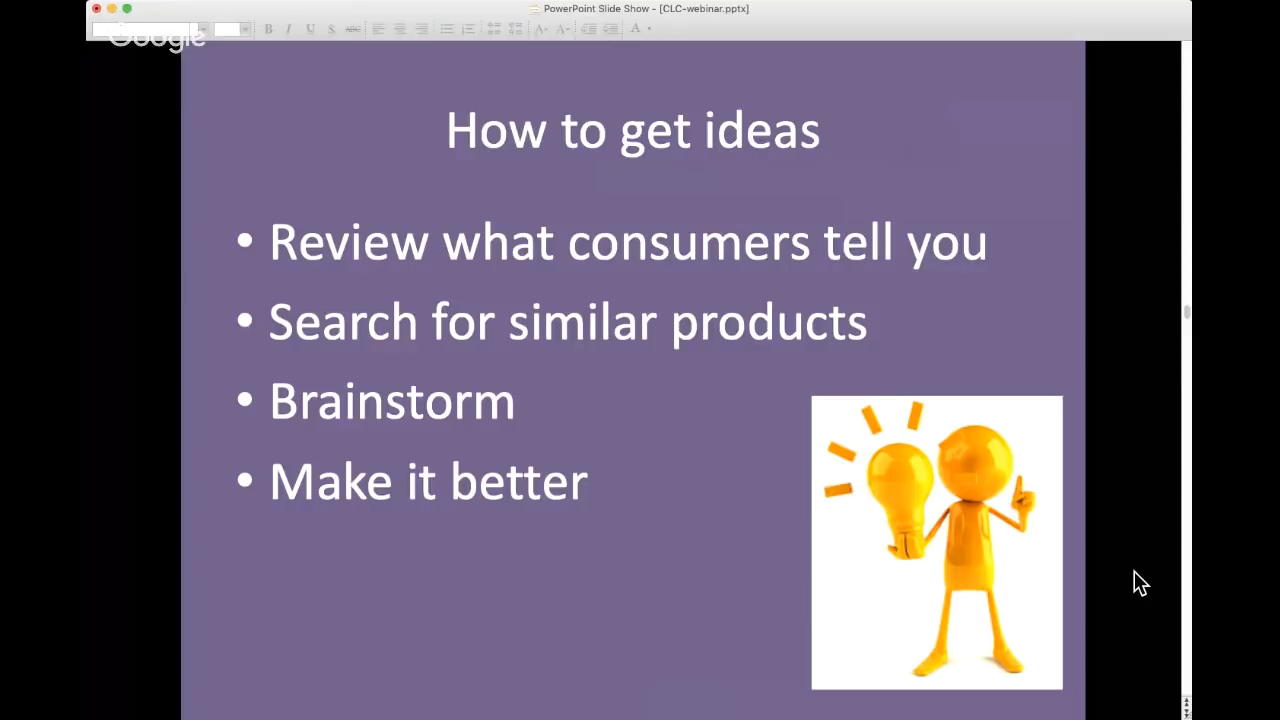 PowerPoint Slide Show - [CLC-webinar.pptx]
B I U S ABC A A A
Google
How to get ideas
• Review what consumers tell you
• Search for similar products
• Brainstorm
• Make it better